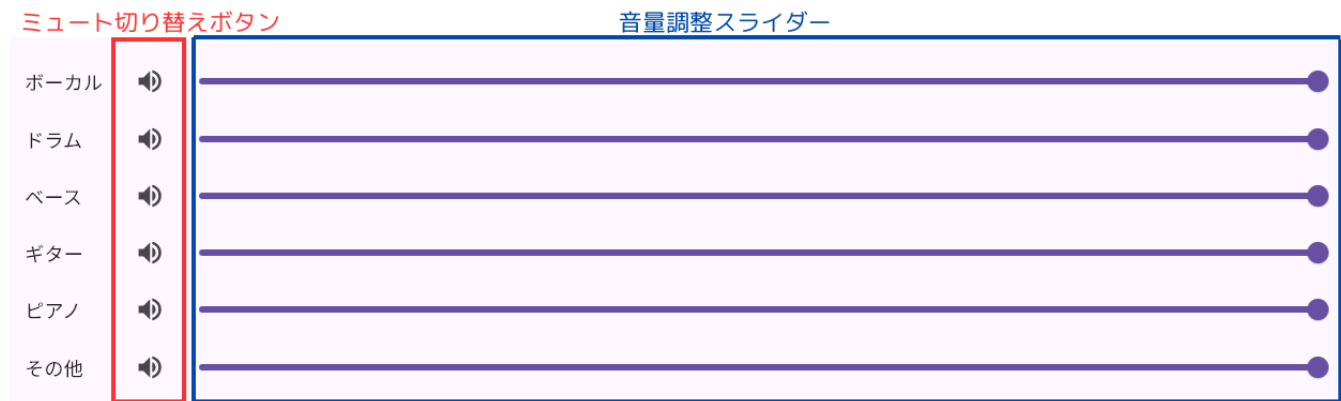 ミュート切り替えボタン
音量調整スライダー
ボーカル
ドラム
ベース
ギター
ピアノ
その他